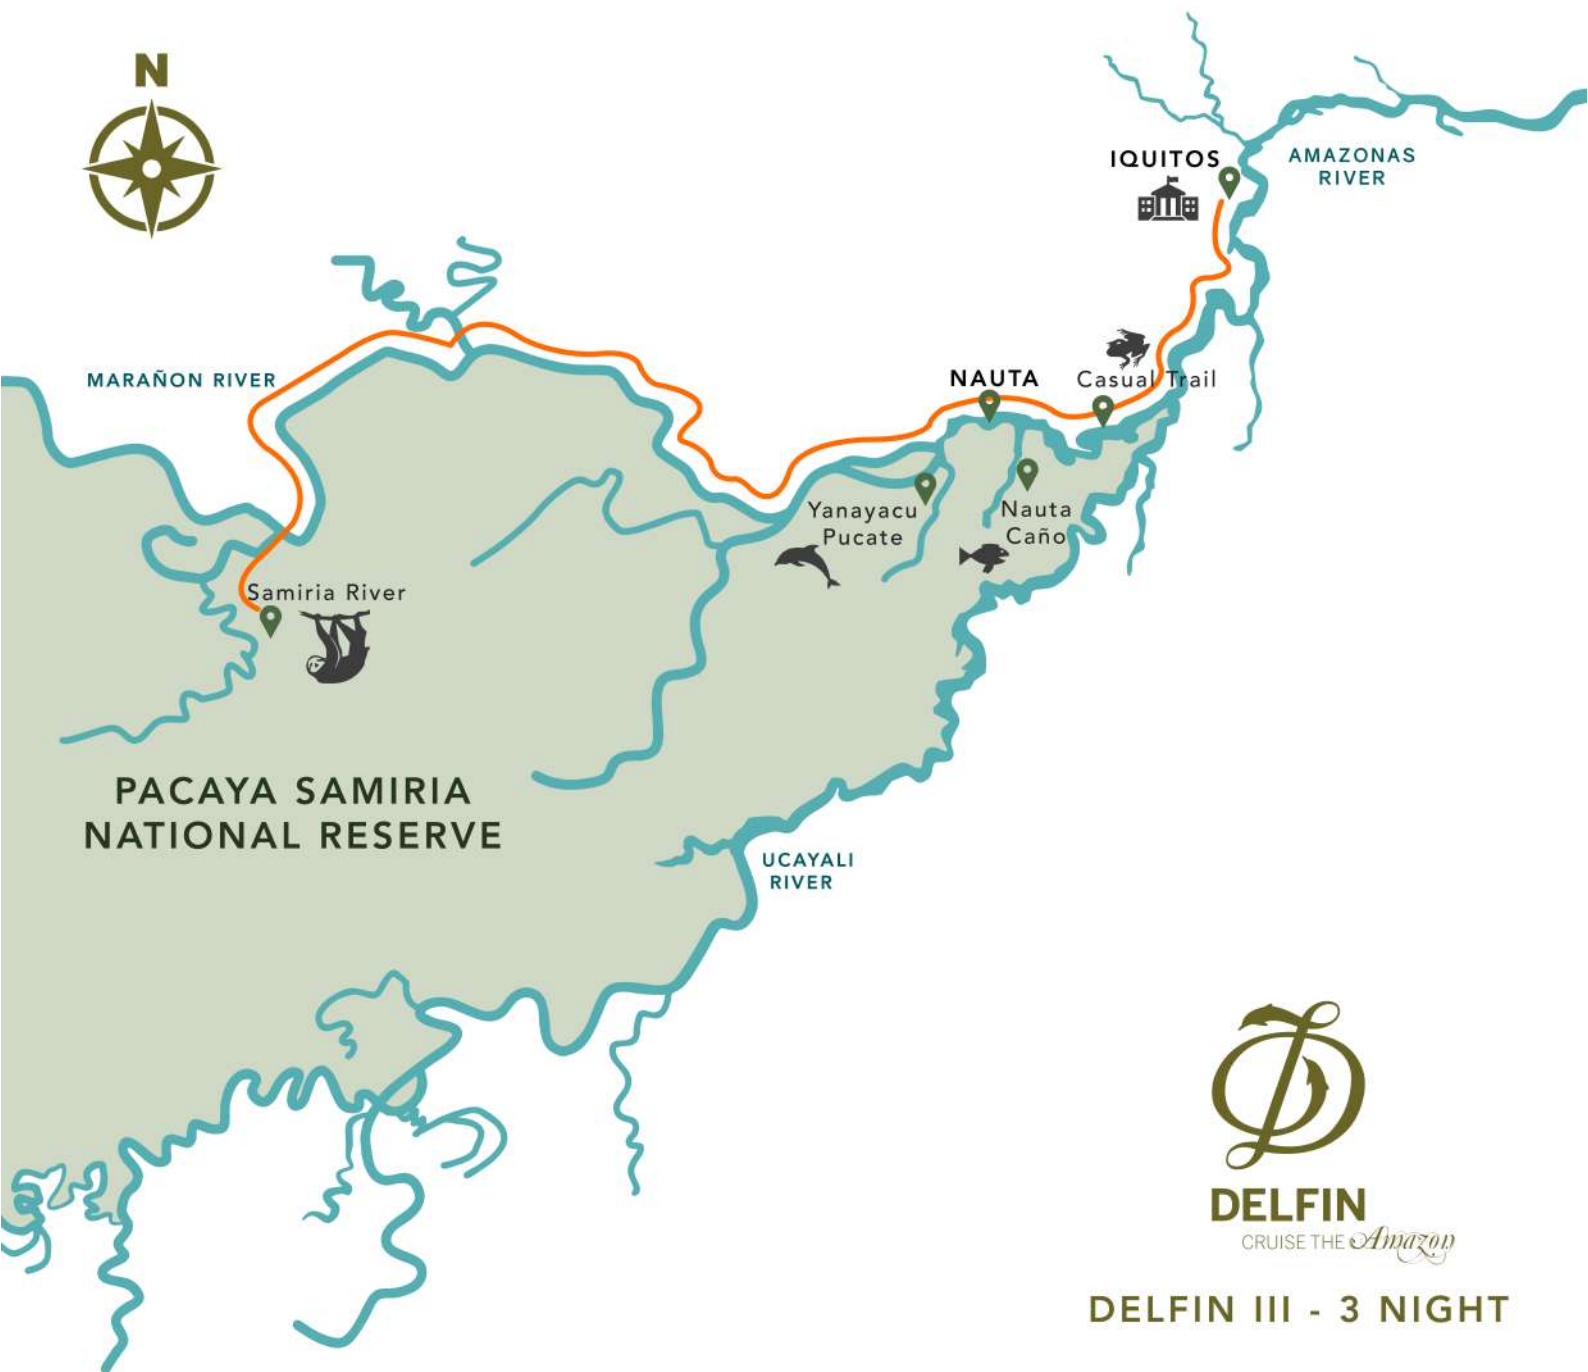 N
IQUITOS
AMAZONAS
RIVER
MARAÑON RIVER
NAUTA
Casual Trail
Yanayacu
Pucate
Nauta
Caño
Samiria River
PACAYA SAMIRIA
NATIONAL RESERVE
UCAYALI
RIVER
DELFIN
CRUISE THE Amazon
DELFIN III - 3 NIGHT